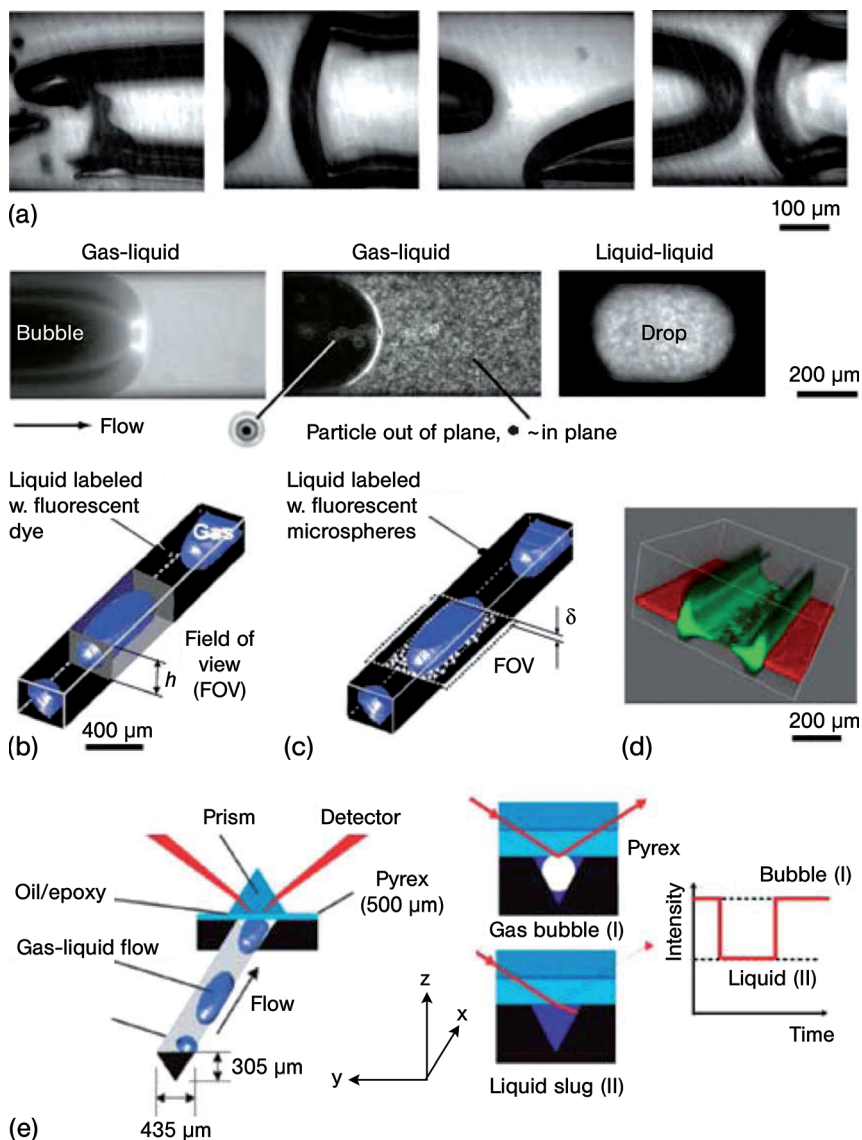 (a)
100 µm
Gas-liquid
Gas-liquid
Liquid-liquid
Bubble
Drop
200 µm
Flow
Particle out of plane, ~in plane
Liquid labeled
w. fluorescent
dye
Gas
Field of
view
(FOV)
h
(b)
400 µm
Liquid labeled
w. fluorescent
microspheres
δ
FOV
(c)
(d)
200 µm
Prism
Detector
Oil/epoxy
Pyrex
(500 µm)
Gas-liquid flow
Flow
305 µm
435 µm
z
x
y
Pyrex
Gas bubble (I)
Liquid slug (II)
Bubble (I)
Intensity
Liquid (II)
Time
(e)